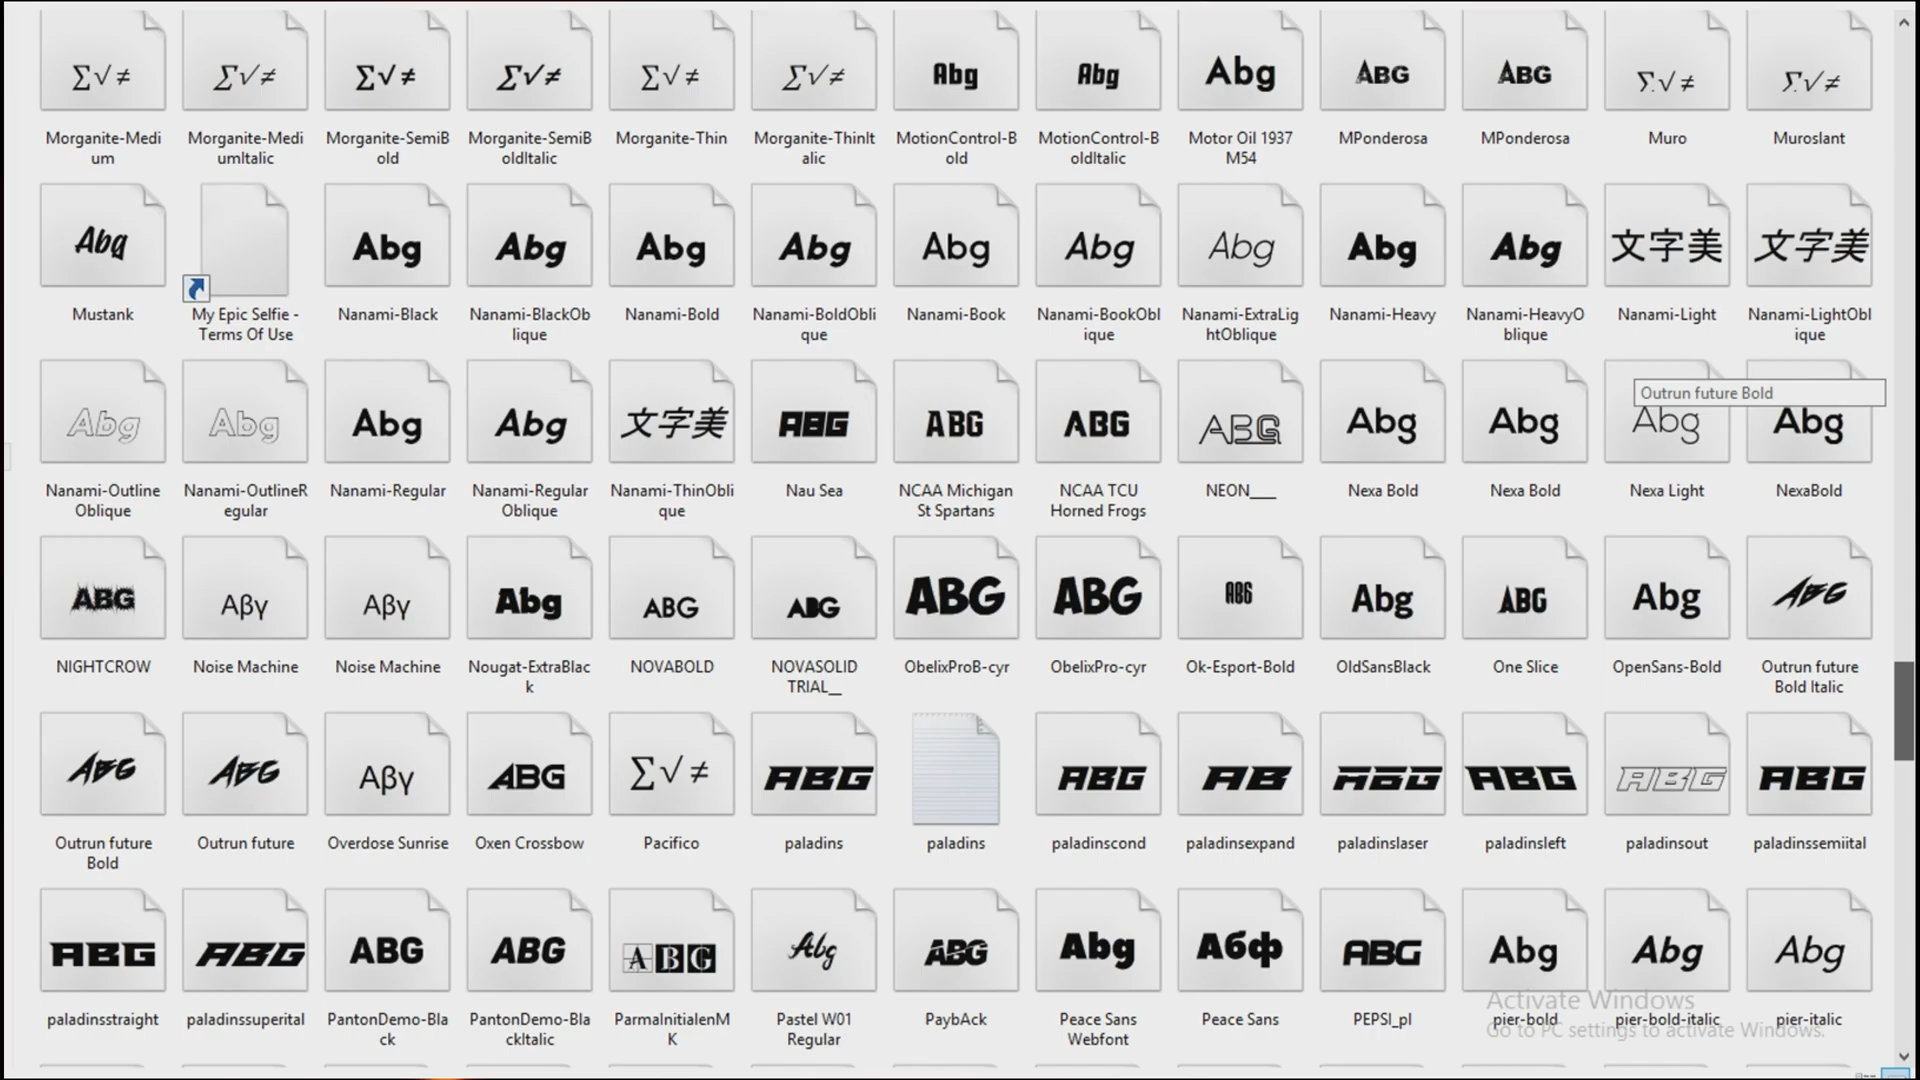 ∑√≠ ∑√≠ ∑√≠ ∑√≠ ∑√≠ ∑√≠ Abg Abg Abg ABG ABG ∑√≠ ∑√≠
Morganite-Medi Morganite-Medi Morganite-SemiB Morganite-SemiB Morganite-Thin Morganite-ThinIt MotionControl-B MotionControl-B Motor Oil 1937 MPonderosa MPonderosa Muro Muroslant
um umItalic old oldItalic alic old oldItalic M54
Abg Abg Abg Abg Abg Abg Abg Abg Abg Abg 文字美 文字美
Mustank My Epic Selfie - Nanami-Black Nanami-BlackOb Nanami-Bold Nanami-BoldObli Nanami-Book Nanami-BookObl Nanami-ExtraLig Nanami-Heavy Nanami-HeavyO Nanami-Light Nanami-LightObl
Terms Of Use lique que ique htOblique blique ique
Outrun future Bold
Abg Abg Abg Abg 文字美 ABG ABG ABG ABG Abg Abg Abg Abg
Nanami-Outline Nanami-OutlineR Nanami-Regular Nanami-Regular Nanami-ThinObli Nau Sea NCAA Michigan NCAA TCU NEON___ Nexa Bold Nexa Bold Nexa Light NexaBold
Oblique egular Oblique que St Spartans Horned Frogs
ABG Αβγ Αβγ Abg ABG ABG ABG ABG ABG Abg ABG Abg ABG
NIGHTCROW Noise Machine Noise Machine Nougat-ExtraBlac NOVABOLD NOVASOLID ObelixProB-cyr ObelixPro-cyr Ok-Esport-Bold OldSansBlack One Slice OpenSans-Bold Outrun future
k TRIAL__ Bold Italic
ABG ABG Αβγ ABG ∑√≠ ABG ABG AB ABG ABG ABG ABG
Outrun future Outrun future Overdose Sunrise Oxen Crossbow Pacifico paladins paladins paladinscond paladinsexpand paladinslaser paladinsleft paladinsout paladinssemiital
Bold
ABG ABG ABG ABG ABC Abg ABG Abg Абф ABG Abg Abg Abg
Activate Windows
paladinsstraight paladinssuperital PantonDemo-Bla PantonDemo-Bla ParmaInitialenM Pastel W01 PaybAck Peace Sans Peace Sans PEPSI_pl pier-bold pier-bold-italic pier-italic
Go to PC settings to activate Windows.
ck ckItalic K Regular Webfont